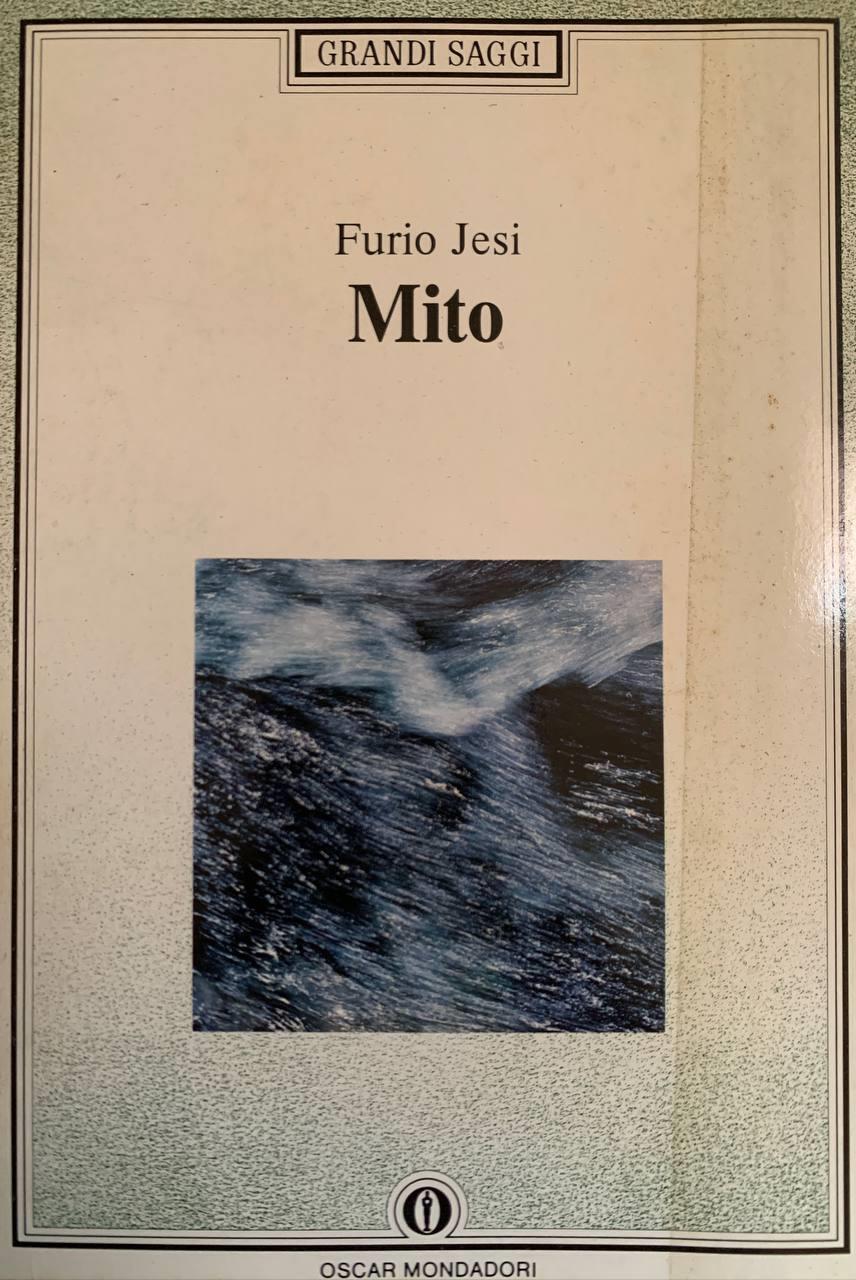 GRANDI SAGGI
Furio Jesi
Mito
OSCAR MONDADORI